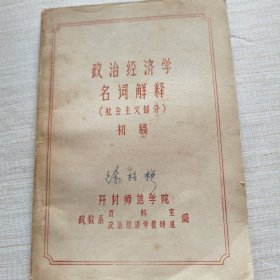 政治经济学
名词解释
(社会主义部分)
初稿
开封师范学院
政教系资料室
政治经济学教研组 编